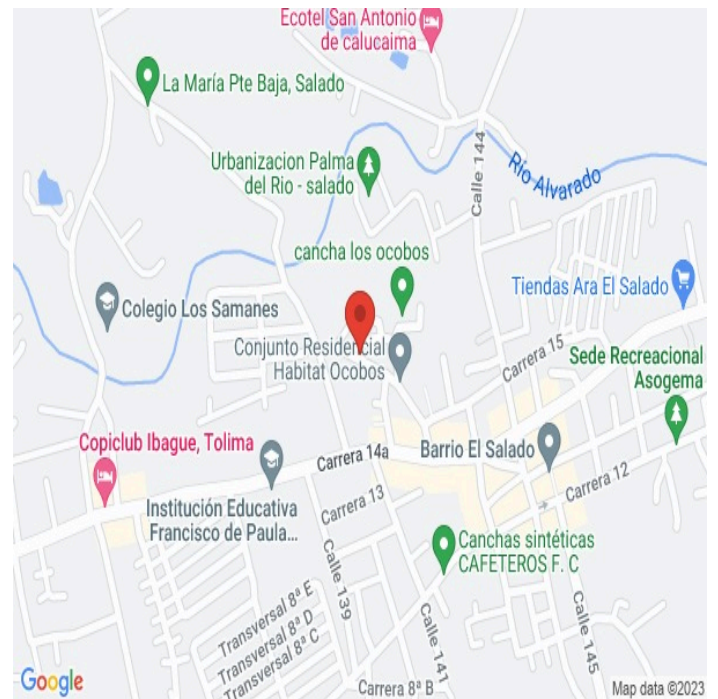 Ecotel San Antonio
de calucaima
La María Pte Baja, Salado
Urbanizacion Palma
del Rio - salado
Calle 144
Río Alvarado
cancha los ocobos
Tiendas Ara El Salado
Colegio Los Samanes
Conjunto Residencial
Habitat Ocobos
Carrera 15
Sede Recreacional
Asogema
Copiclub Ibague, Tolima
Carrera 14a
Barrio El Salado
Institución Educativa
Francisco de Paula...
Carrera 13
Carrera 12
Canchas sintéticas
CAFETEROS F. C
Calle 139
Transversal 8ª E
Transversal 8ª D
Transversal 8ª C
Calle 141
Calle 145
Carrera 8ª B
Google
Map data ©2023